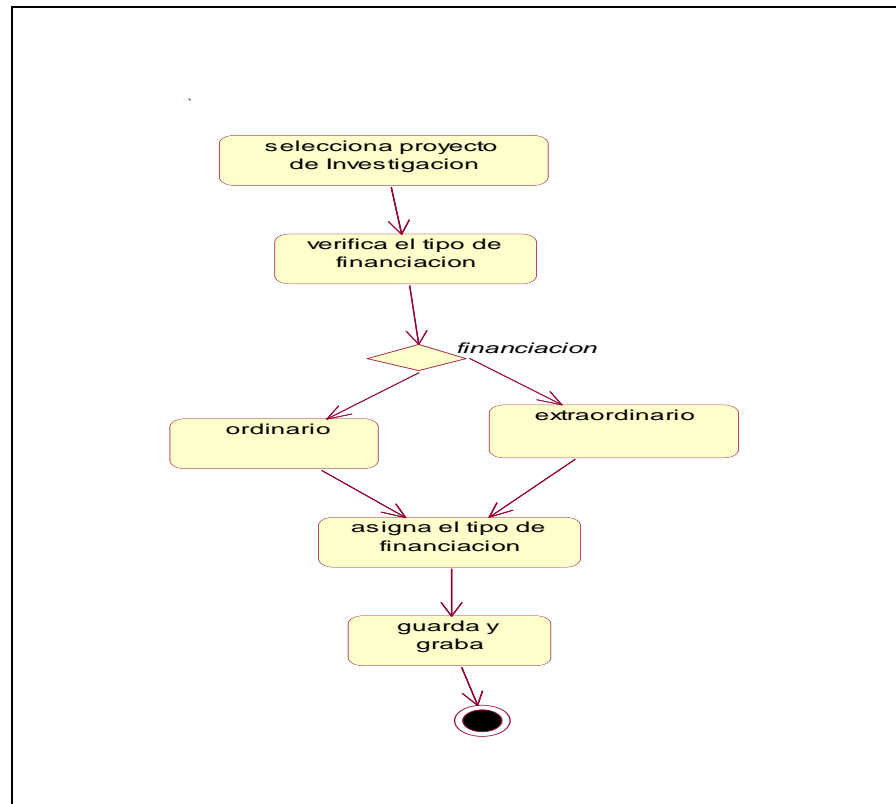 selecciona proyecto
de Investigacion
verifica el tipo de
financiacion
financiacion
ordinario
extraordinario
asigna el tipo de
financiacion
guarda y
graba